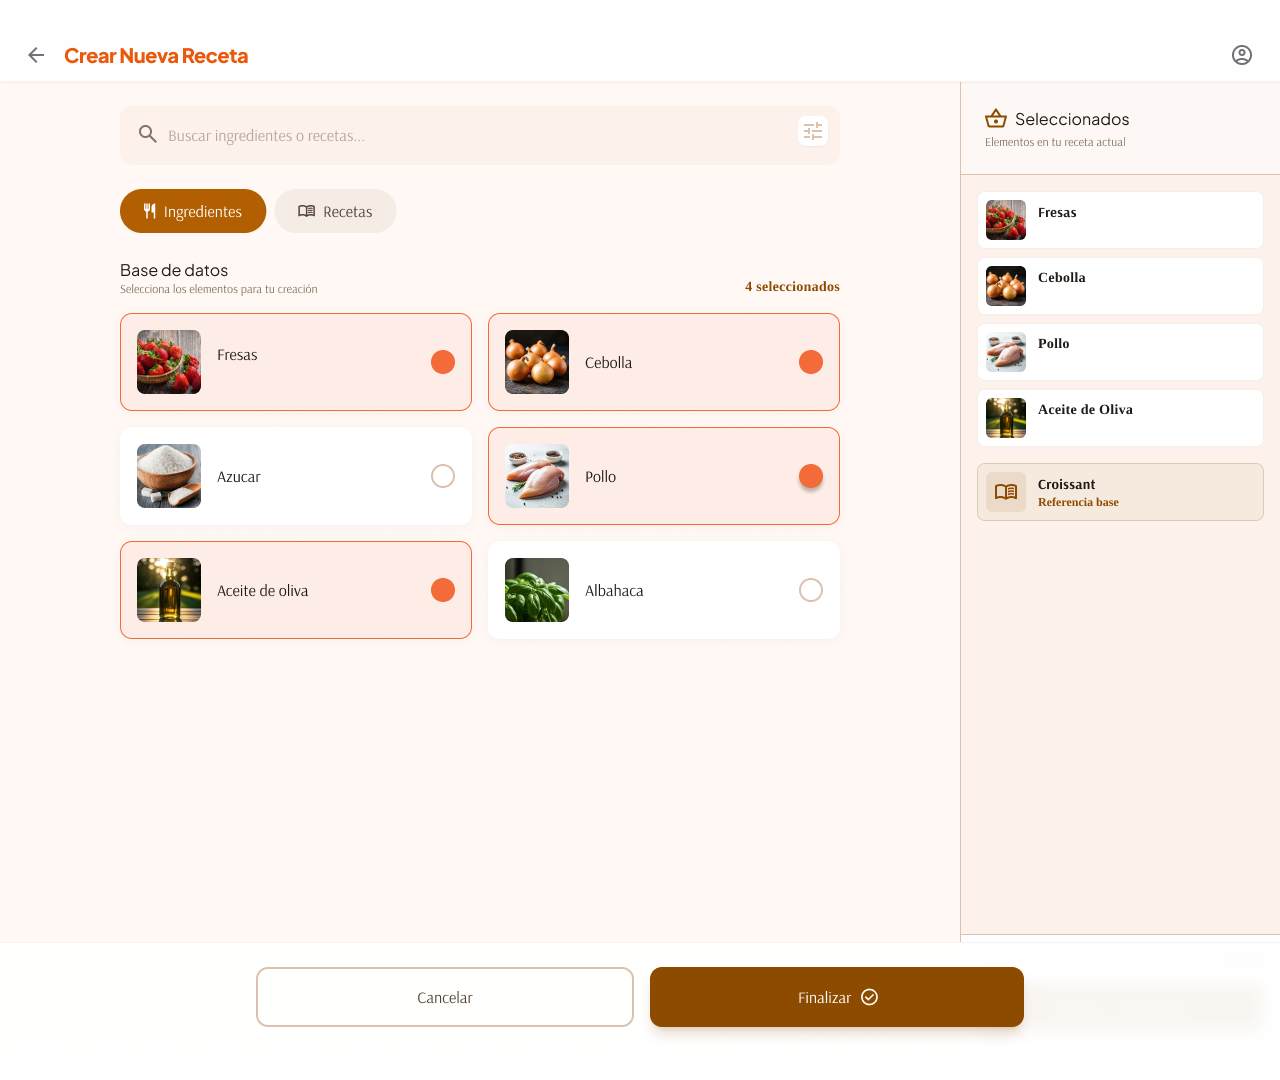 Crear Nueva Receta
Buscar ingredientes o recetas...
Ingredientes
Recetas
Base de datos
Selecciona los elementos para tu creación
4 seleccionados
Fresas
Cebolla
Azucar
Pollo
Aceite de oliva
Albahaca
Seleccionados
Elementos en tu receta actual
Fresas
Cebolla
Pollo
Aceite de Oliva
Croissant
Referencia base
Cancelar
Finalizar